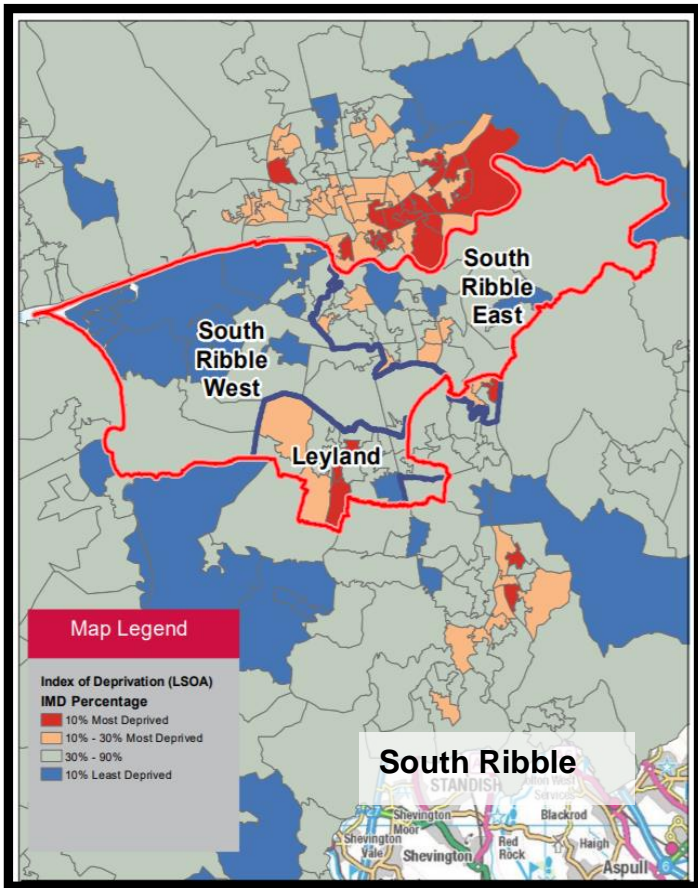 South
Ribble
East
South
Ribble
West
Leyland
Map Legend
Index of Deprivation (LSOA)
IMD Percentage
10% Most Deprived
10% - 30% Most Deprived
30% - 90%
10% Least Deprived
South Ribble
STANDISH
Services
Shevington
Moor
Blackrod
Shevington
Vale
Shevington
Red
Rock
Haigh
Aspull
6